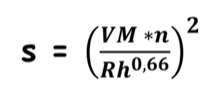 s = (VM *n / Rh^0,66)^2